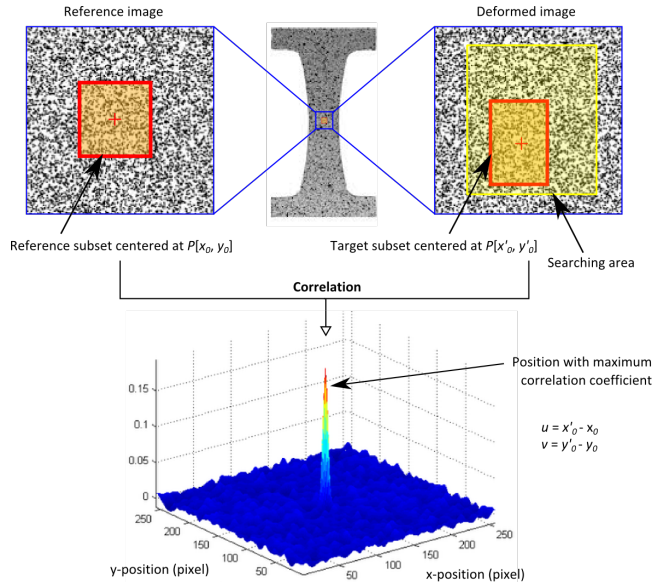 Reference image
Deformed image
Reference subset centered at P[x₀, y₀]
Target subset centered at P[x'₀, y'₀]
Searching area
Correlation
Position with maximum
correlation coefficient
u = x'₀ - x₀
v = y'₀ - y₀
0.15
0.1
0.05
0
250
200
150
100
50
50
100
150
200
250
y-position (pixel)
x-position (pixel)